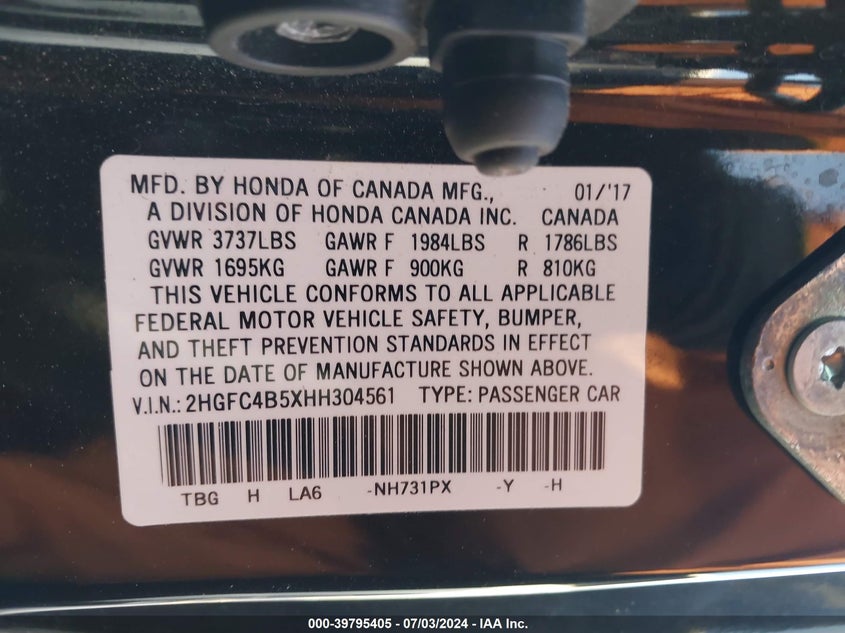 MFD. BY HONDA OF CANADA MFG., 01/'17
A DIVISION OF HONDA CANADA INC. CANADA
GVWR 3737LBS GAWR F 1984LBS R 1786LBS
GVWR 1695KG GAWR F 900KG R 810KG
THIS VEHICLE CONFORMS TO ALL APPLICABLE
FEDERAL MOTOR VEHICLE SAFETY, BUMPER,
AND THEFT PREVENTION STANDARDS IN EFFECT
ON THE DATE OF MANUFACTURE SHOWN ABOVE.
V.I.N.: 2HGFC4B5XHH304561 TYPE: PASSENGER CAR
TBG H LA6 -NH731PX -Y -H
000-39795405 - 07/03/2024 - IAA Inc.